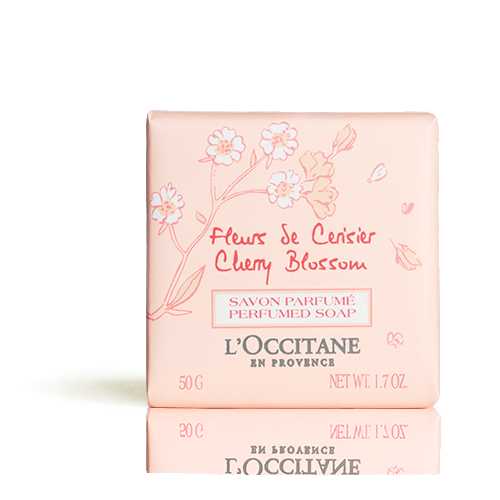 Fleurs de Cerisier
Cherry Blossom
SAVON PARFUMÉ
PERFUMED SOAP
L'OCCITANE
EN PROVENCE
50 G NET WT. 1.7 OZ.